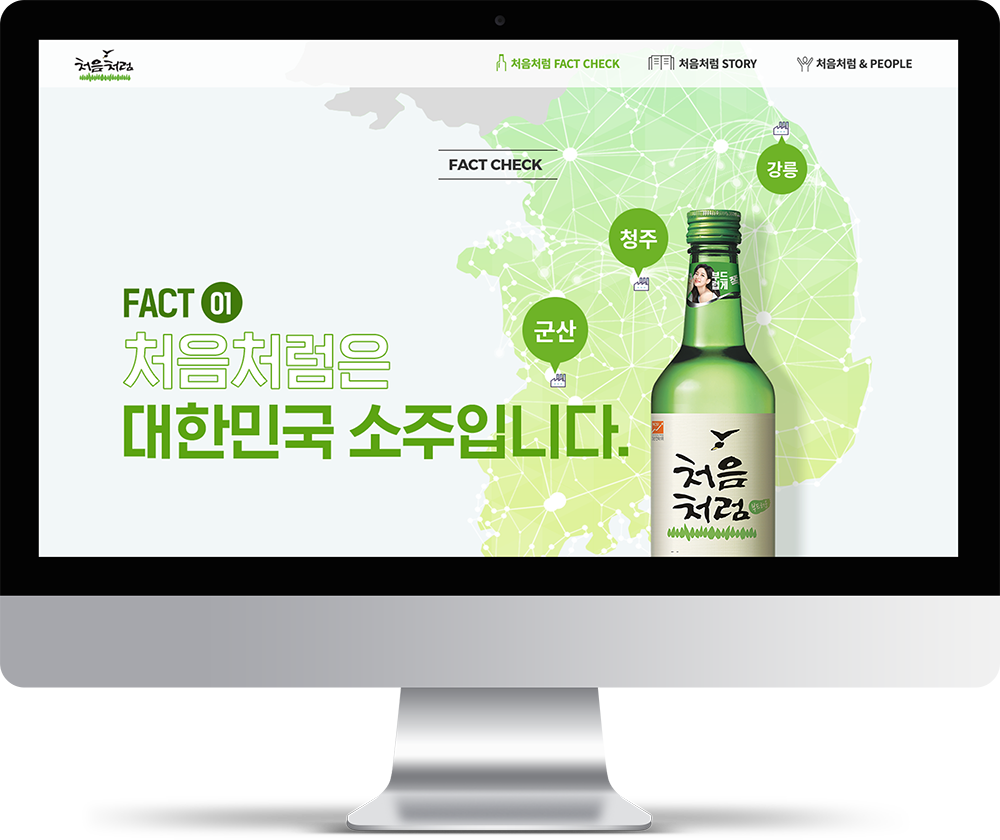 처음처럼
처음처럼 FACT CHECK
처음처럼 STORY
처음처럼 & PEOPLE
FACT CHECK
강릉
청주
군산
FACT 01
처음처럼은
대한민국 소주입니다.
부드
럽게
처음
처럼